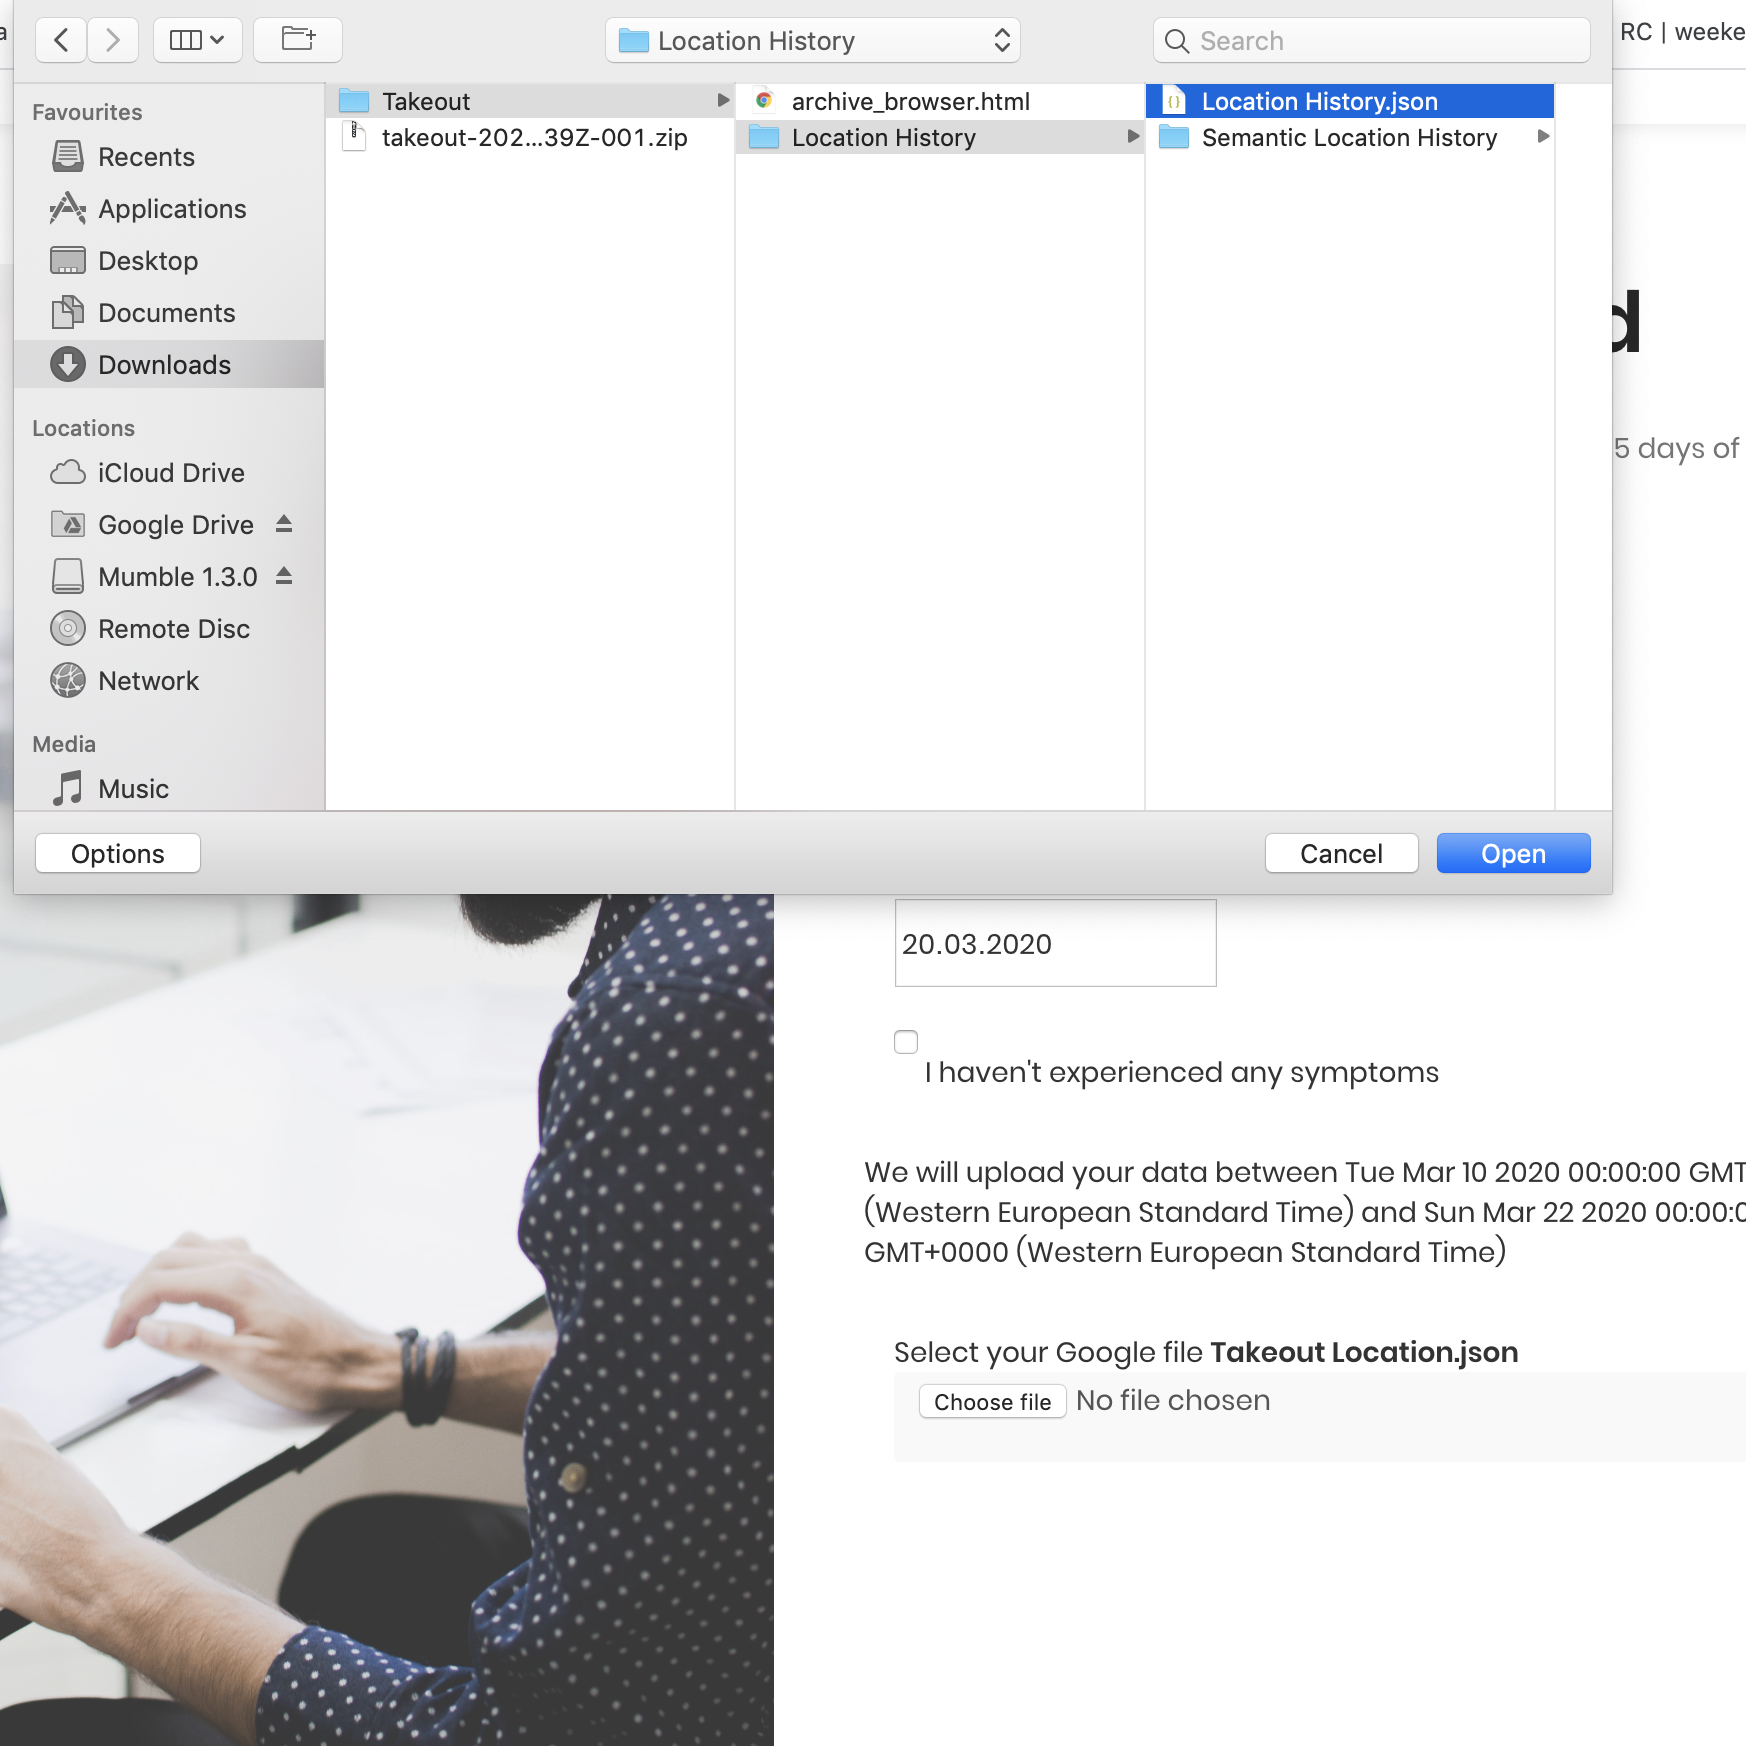 a
Location History
Search
RC | weeke
Favourites
Recents
Applications
Desktop
Documents
Downloads
Locations
iCloud Drive
Google Drive
Mumble 1.3.0
Remote Disc
Network
Media
Music
Takeout
takeout-202...39Z-001.zip
archive_browser.html
Location History
Location History.json
Semantic Location History
d
5 days of
Options
Cancel
Open
20.03.2020
I haven't experienced any symptoms
We will upload your data between Tue Mar 10 2020 00:00:00 GMT
(Western European Standard Time) and Sun Mar 22 2020 00:00:0
GMT+0000 (Western European Standard Time)
Select your Google file Takeout Location.json
Choose file No file chosen